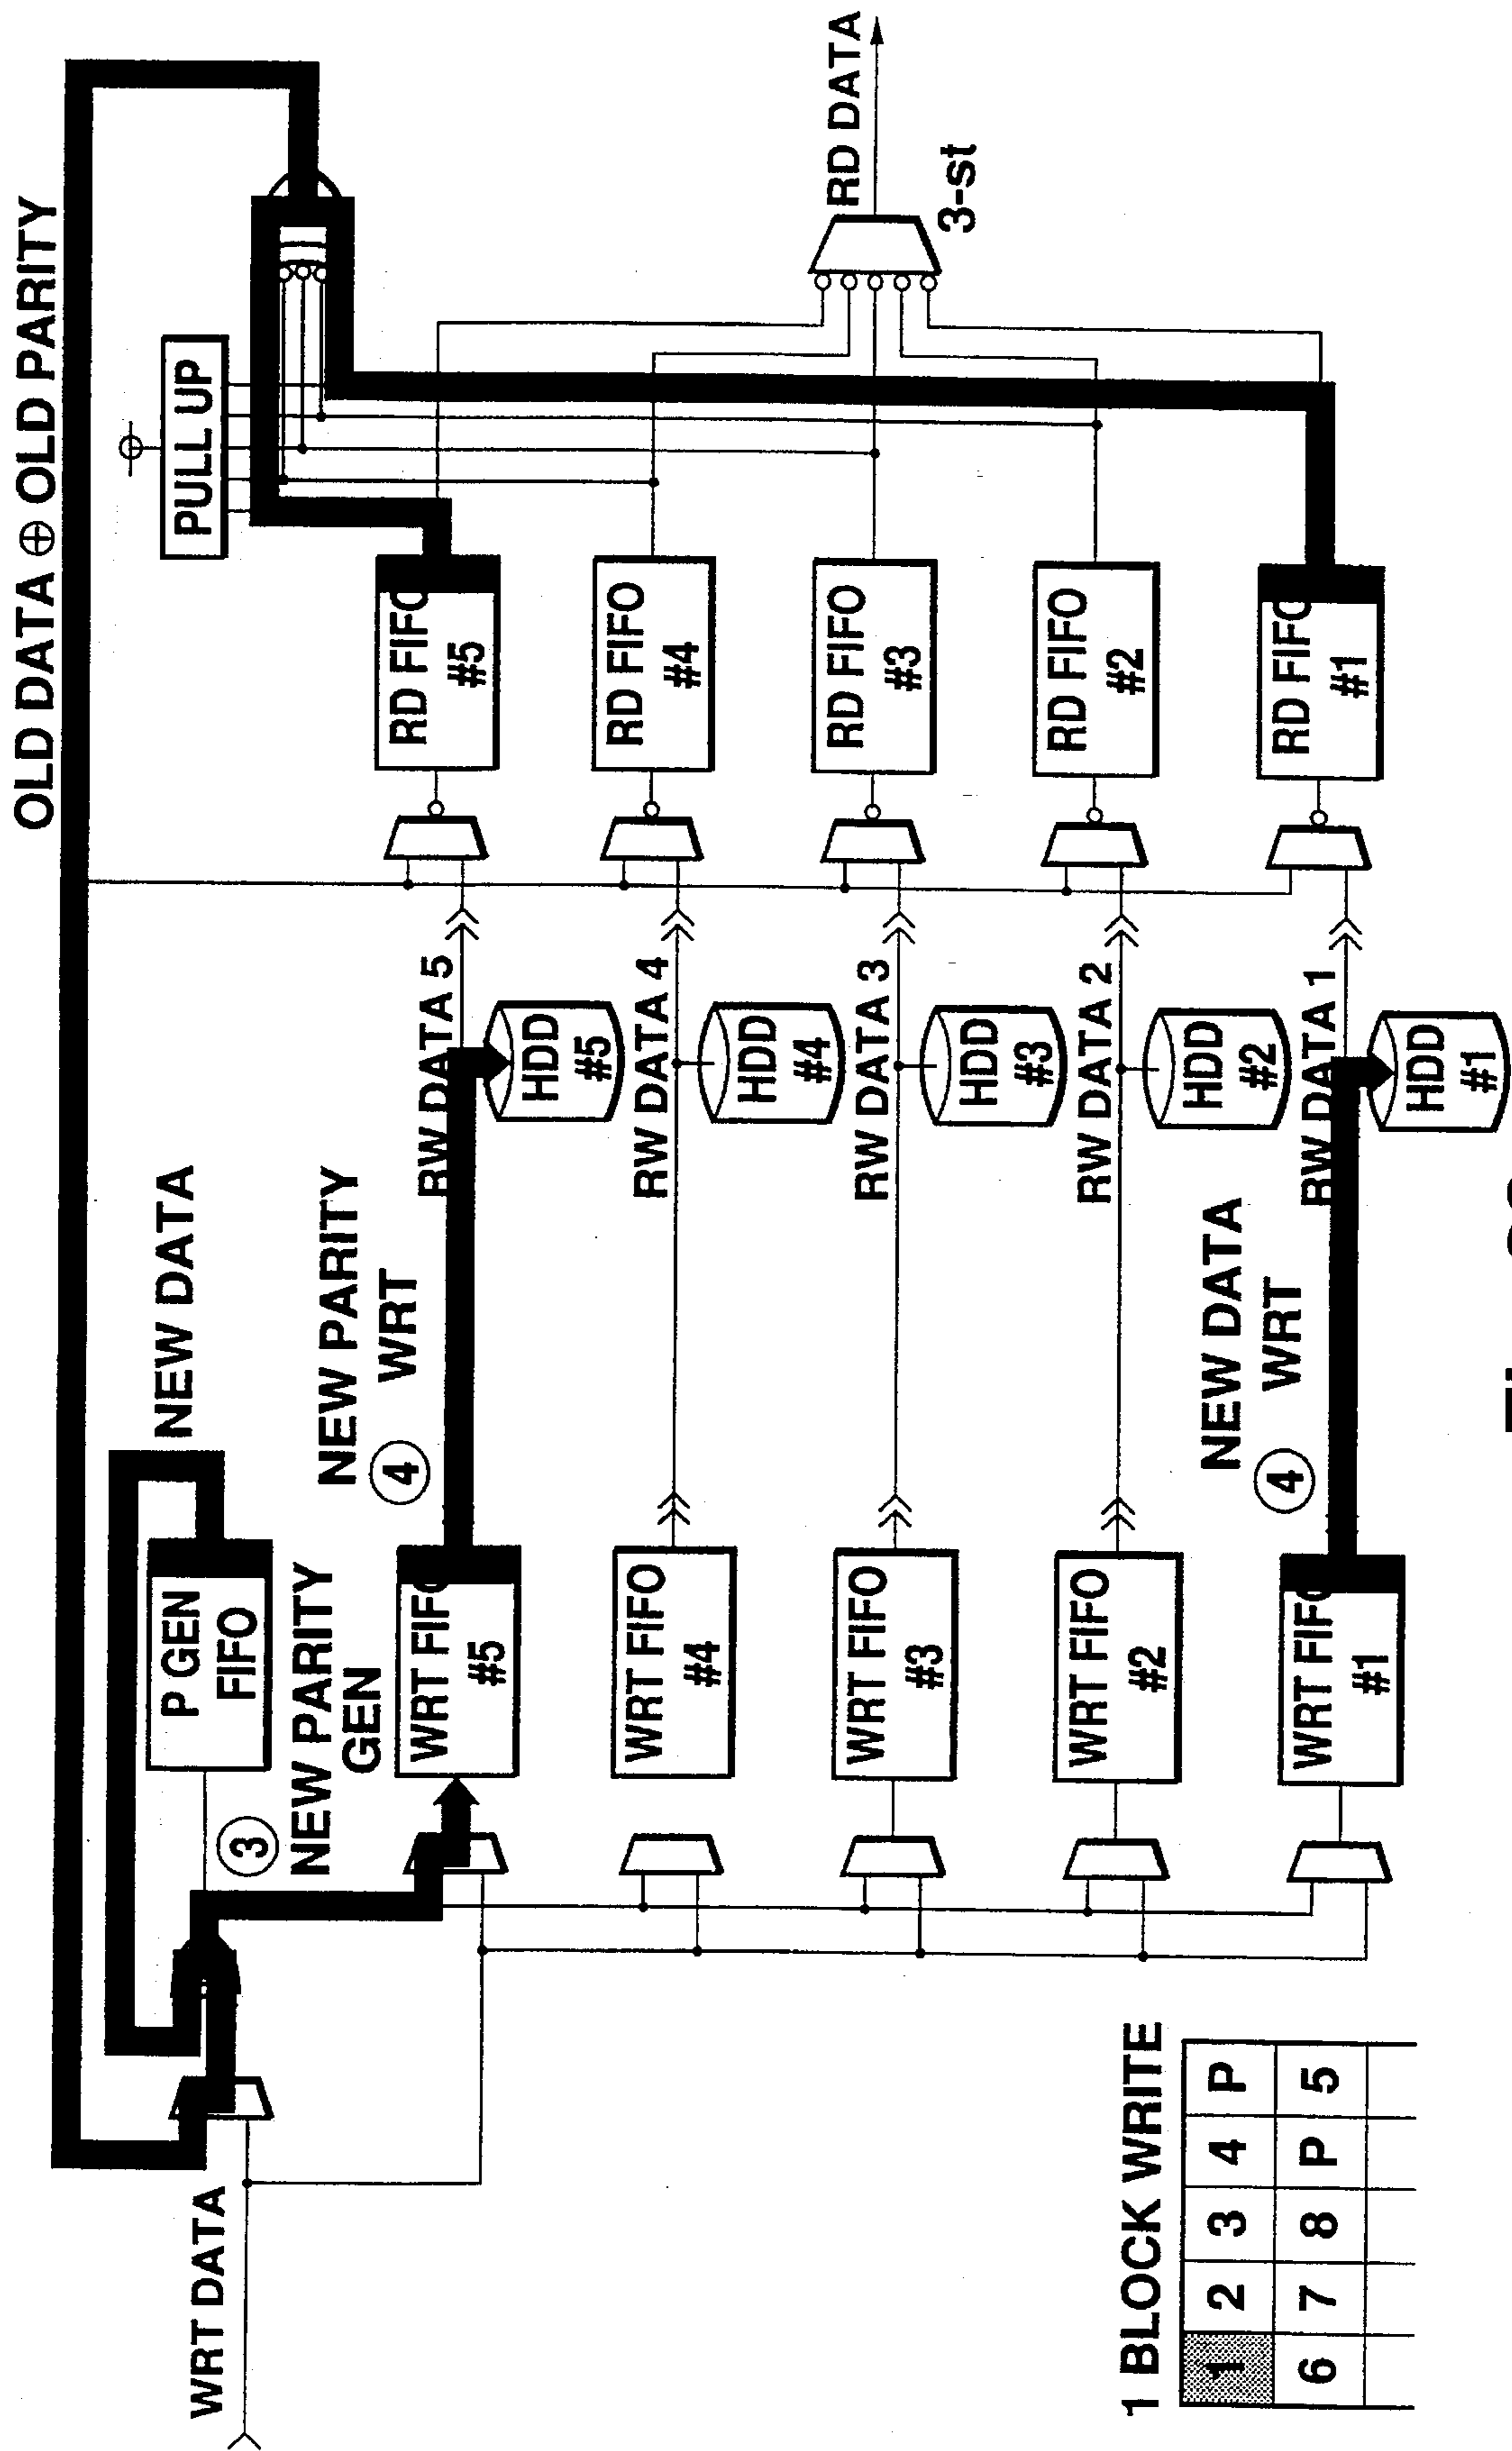 OLD DATA ⊕ OLD PARITY
NEW DATA
PULL UP
P GEN
FIFO
③
NEW PARITY
GEN
NEW PARITY
④ WRT
WRT DATA
RD DATA
3-st
WRT FIFO
#5
RW DATA 5
HDD
#5
RD FIFO
#5
WRT FIFO
#4
RW DATA 4
HDD
#4
RD FIFO
#4
WRT FIFO
#3
RW DATA 3
HDD
#3
RD FIFO
#3
WRT FIFO
#2
RW DATA 2
HDD
#2
RD FIFO
#2
NEW DATA
④ WRT
WRT FIFO
#1
RW DATA 1
HDD
#1
RD FIFO
#1
1 BLOCK WRITE
1 2 3 4 P
6 7 8 P 5